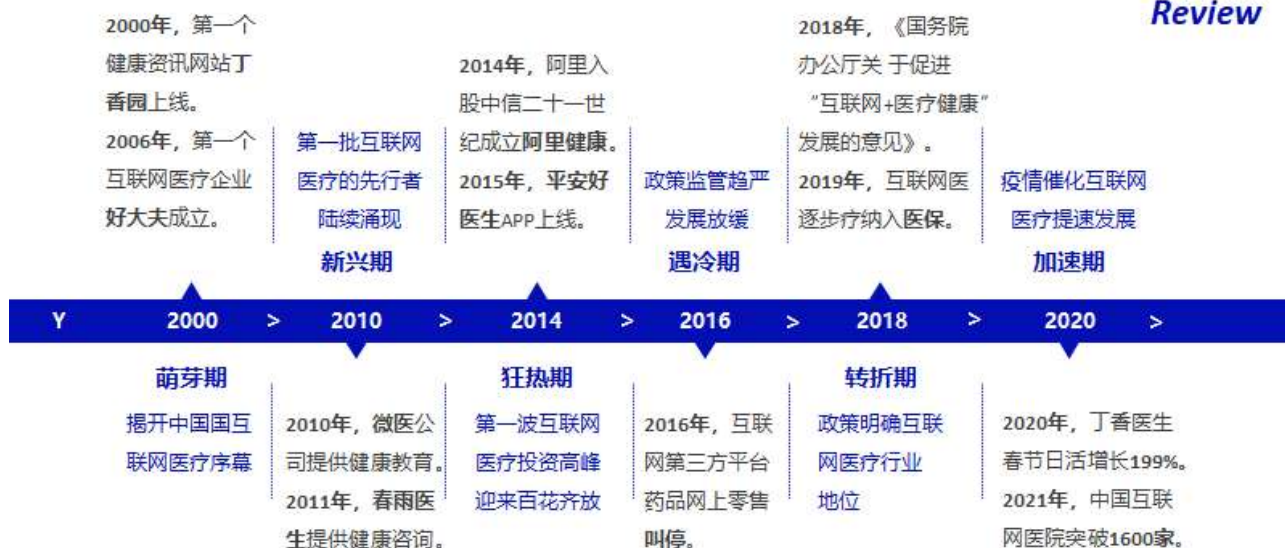 Review
2000年，第一个
健康资讯网站丁
香园上线。
2006年，第一个
互联网医疗企业
好大夫成立。
第一批互联网
医疗的先行者
陆续涌现
新兴期
2014年，阿里入
股中信二十一世
纪成立阿里健康。
2015年，平安好
医生APP上线。
政策监管趋严
发展放缓
遇冷期
2018年，《国务院
办公厅关 于促进
“互联网+医疗健康”
发展的意见》。
2019年，互联网医
逐步疗纳入医保。
疫情催化互联网
医疗提速发展
加速期
Y 2000 > 2010 > 2014 > 2016 > 2018 > 2020 >
萌芽期
揭开中国国互
联网医疗序幕
2010年，微医公
司提供健康教育。
2011年，春雨医
生提供健康咨询。
狂热期
第一波互联网
医疗投资高峰
迎来百花齐放
2016年，互联
网第三方平台
药品网上零售
叫停。
转折期
政策明确互联
网医疗行业
地位
2020年，丁香医生
春节日活增长199%。
2021年，中国互联
网医院突破1600家。